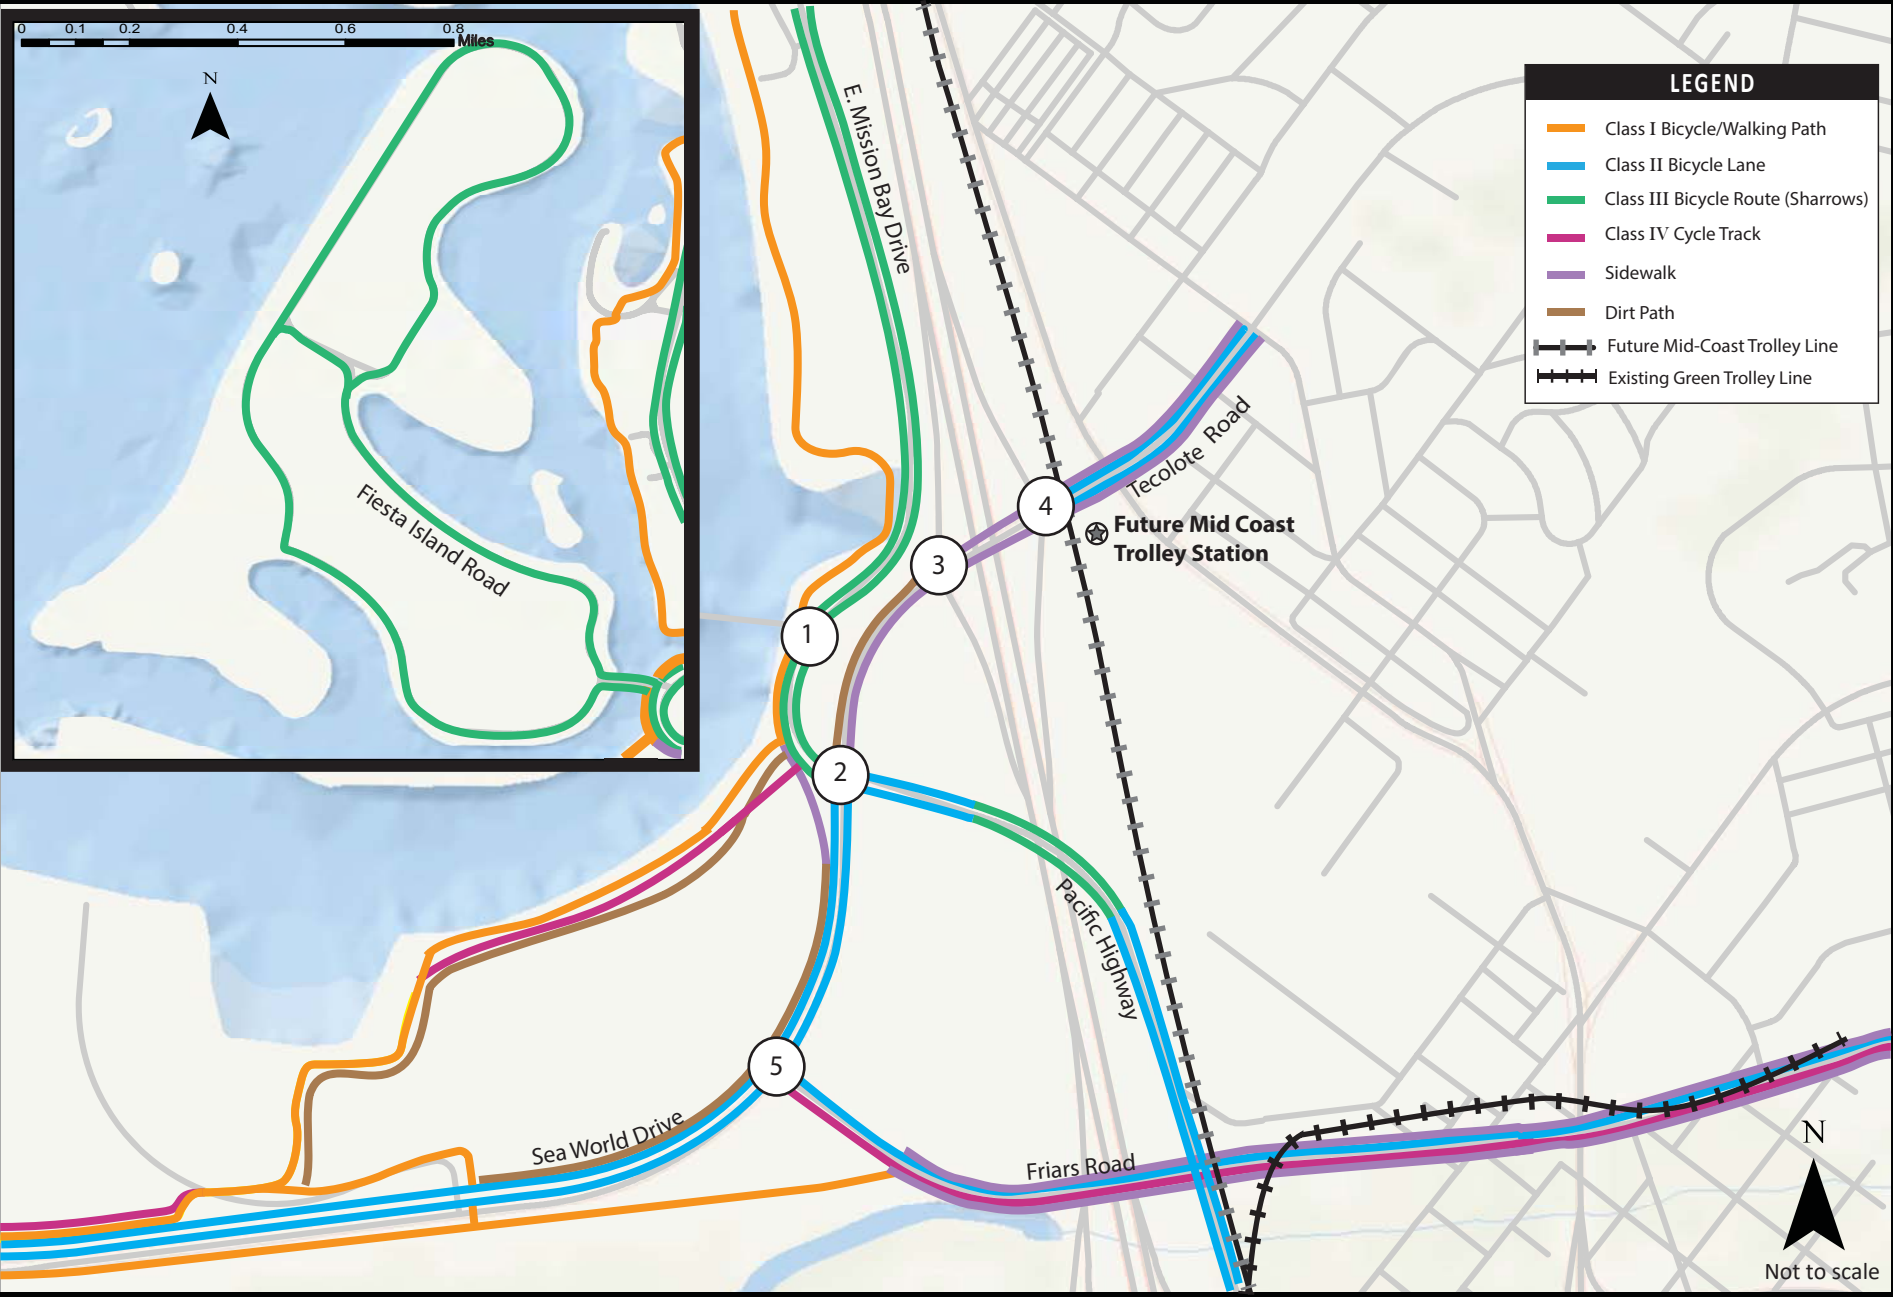 0 0.1 0.2 0.4 0.6 0.8
Miles
N
Fiesta Island Road
E. Mission Bay Drive
LEGEND
Class I Bicycle/Walking Path
Class II Bicycle Lane
Class III Bicycle Route (Sharrows)
Class IV Cycle Track
Sidewalk
Dirt Path
Future Mid-Coast Trolley Line
Existing Green Trolley Line
Tecolote Road
4
Future Mid Coast
Trolley Station
3
1
2
Pacific Highway
5
Sea World Drive
Friars Road
N
Not to scale